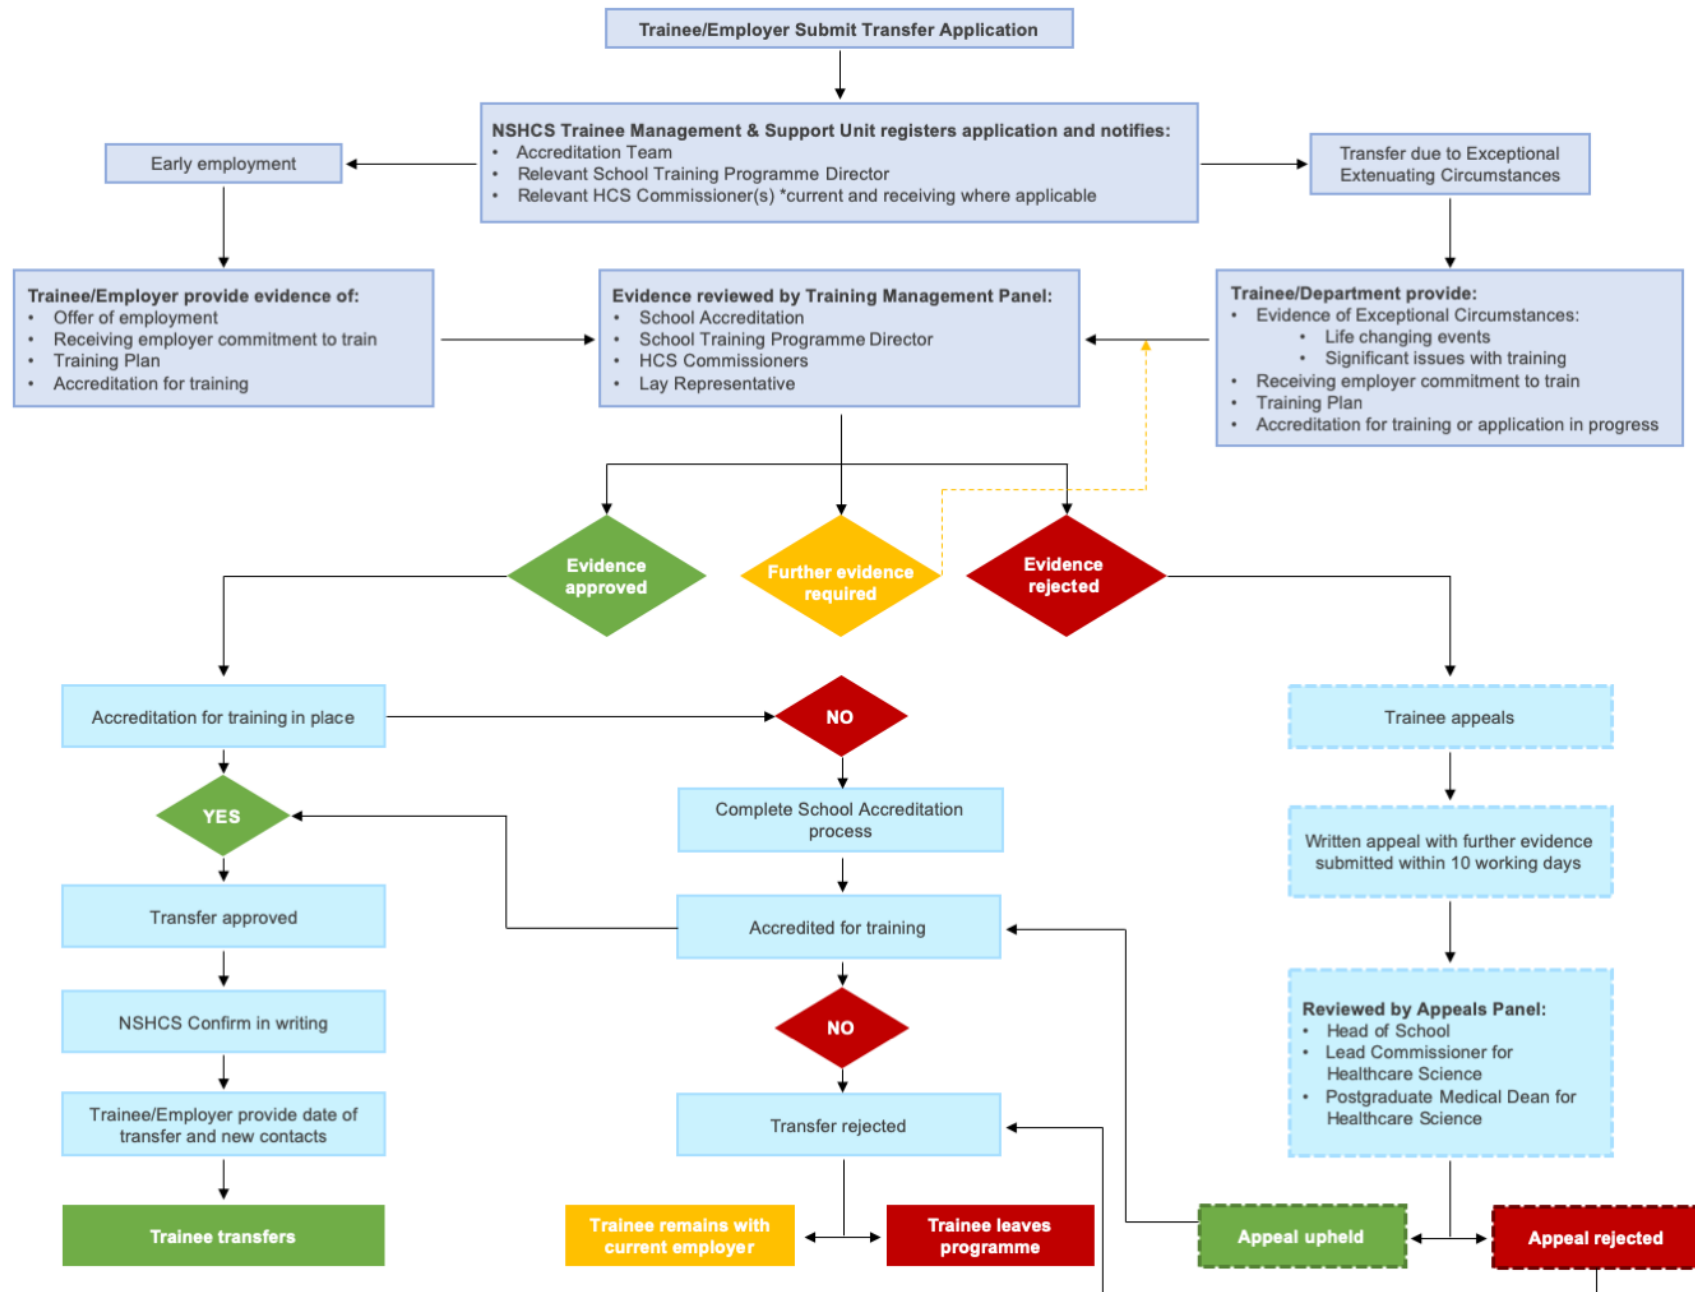 Trainee/Employer Submit Transfer Application
NSHCS Trainee Management & Support Unit registers application and notifies:
• Accreditation Team
• Relevant School Training Programme Director
• Relevant HCS Commissioner(s) *current and receiving where applicable
Early employment
Transfer due to Exceptional
Extenuating Circumstances
Trainee/Employer provide evidence of:
• Offer of employment
• Receiving employer commitment to train
• Training Plan
• Accreditation for training
Evidence reviewed by Training Management Panel:
• School Accreditation
• School Training Programme Director
• HCS Commissioners
• Lay Representative
Trainee/Department provide:
• Evidence of Exceptional Circumstances:
• Life changing events
• Significant issues with training
• Receiving employer commitment to train
• Training Plan
• Accreditation for training or application in progress
Evidence
approved
Further evidence
required
Evidence
rejected
Accreditation for training in place
NO
Trainee appeals
YES
Complete School Accreditation
process
Written appeal with further evidence
submitted within 10 working days
Transfer approved
Accredited for training
NSHCS Confirm in writing
NO
Reviewed by Appeals Panel:
• Head of School
• Lead Commissioner for
Healthcare Science
• Postgraduate Medical Dean for
Healthcare Science
Trainee/Employer provide date of
transfer and new contacts
Transfer rejected
Trainee transfers
Trainee remains with
current employer
Trainee leaves
programme
Appeal upheld
Appeal rejected